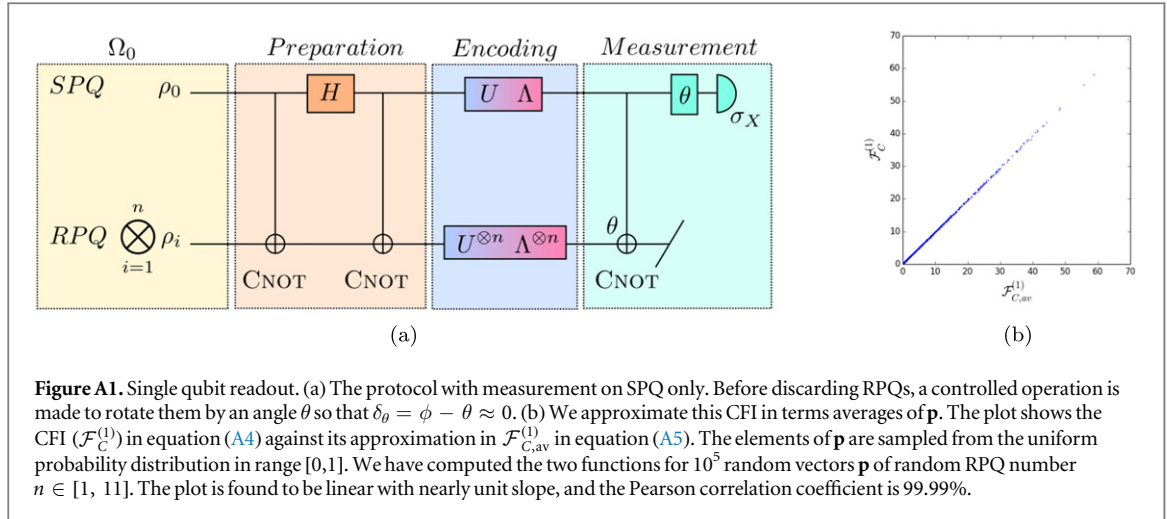 Ω₀ Preparation Encoding Measurement
SPQ ρ₀ H U Λ θ σ_X
n
RPQ ⊗ ρᵢ U^{⊗n} Λ^{⊗n} θ
i=1
CNOT CNOT CNOT
(a)
70
60
50
40
30
20
10
0
0 10 20 30 40 50 60 70
𝓕_C^{(1)}
𝓕_{C,av}^{(1)}
(b)
Figure A1. Single qubit readout. (a) The protocol with measurement on SPQ only. Before discarding RPQs, a controlled operation is
made to rotate them by an angle θ so that δ_θ = ϕ − θ ≈ 0. (b) We approximate this CFI in terms averages of p. The plot shows the
CFI (𝓕_C^{(1)}) in equation (A4) against its approximation in 𝓕_{C,av}^{(1)} in equation (A5). The elements of p are sampled from the uniform
probability distribution in range [0,1]. We have computed the two functions for 10⁵ random vectors p of random RPQ number
n ∈ [1, 11]. The plot is found to be linear with nearly unit slope, and the Pearson correlation coefficient is 99.99%.